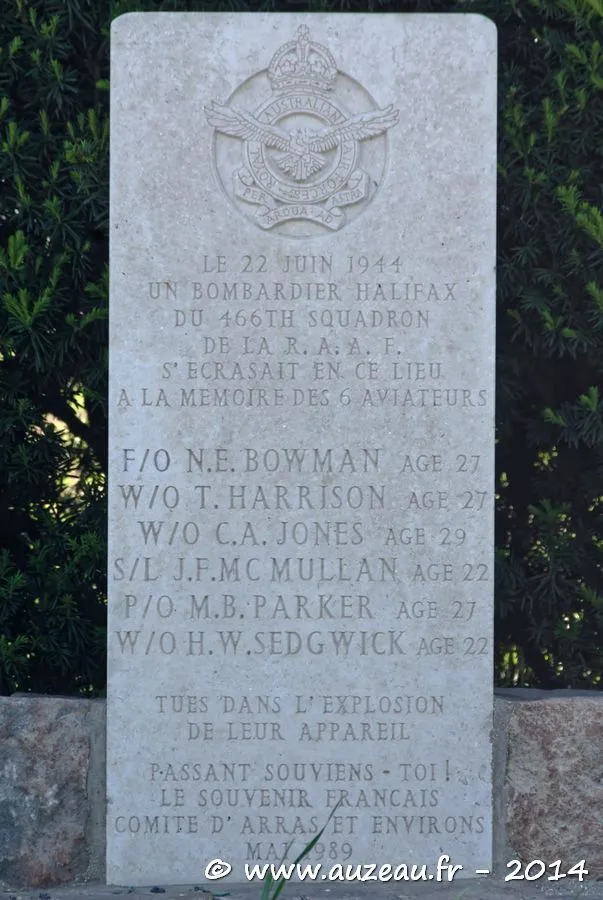 ROYAL AUSTRALIAN AIR FORCE
PER ARDUA AD ASTRA
LE 22 JUIN 1944
UN BOMBARDIER HALIFAX
DU 466TH SQUADRON
DE LA R. A. A. F.
S' ECRASAIT EN CE LIEU
A LA MEMOIRE DES 6 AVIATEURS
F/O N.E. BOWMAN AGE 27
W/O T. HARRISON AGE 27
W/O C.A. JONES AGE 29
S/L J.F. MC MULLAN AGE 22
P/O M.B. PARKER AGE 27
W/O H.W. SEDGWICK AGE 22
TUES DANS L' EXPLOSION
DE LEUR APPAREIL
PASSANT SOUVIENS - TOI !
LE SOUVENIR FRANCAIS
COMITE D' ARRAS ET ENVIRONS
MAI 1989
© www.auzeau.fr - 2014